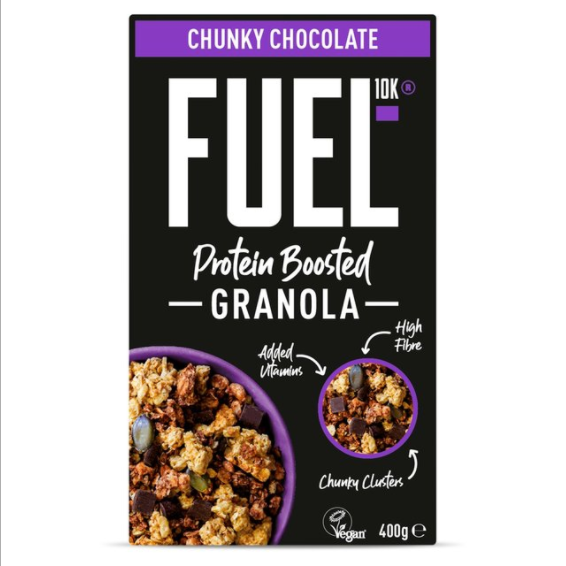 CHUNKY CHOCOLATE
FUEL
10K®
Protein Boosted
GRANOLA
High
Fibre
Added
Vitamins
Chunky Clusters
Vegan
400g ℮